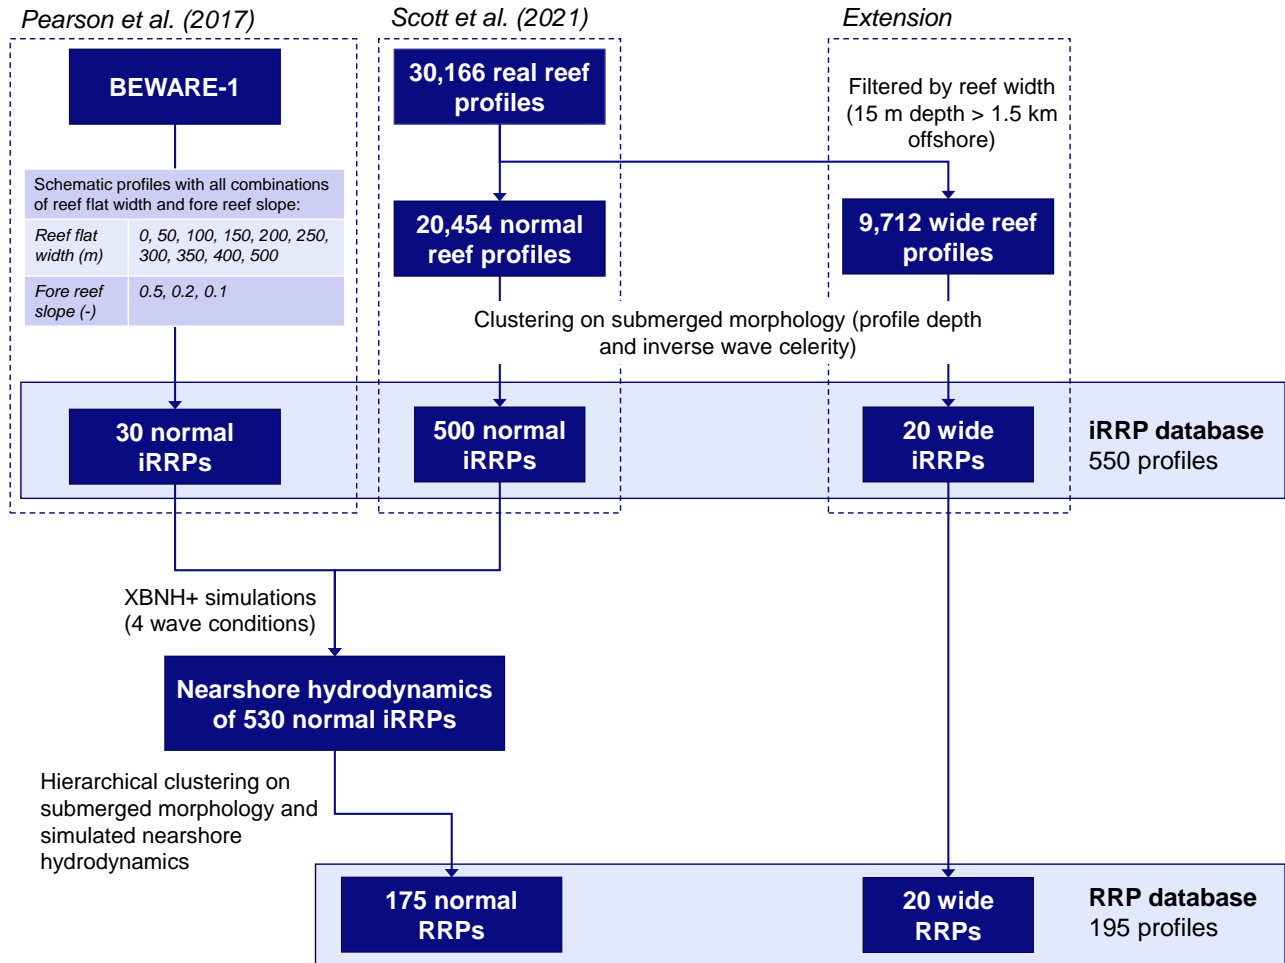 Pearson et al. (2017)
Scott et al. (2021)
Extension
BEWARE-1
30,166 real reef
profiles
Filtered by reef width
(15 m depth > 1.5 km
offshore)
Schematic profiles with all combinations
of reef flat width and fore reef slope:
Reef flat
width (m)
0, 50, 100, 150, 200, 250,
300, 350, 400, 500
Fore reef
slope (-)
0.5, 0.2, 0.1
20,454 normal
reef profiles
9,712 wide reef
profiles
Clustering on submerged morphology (profile depth
and inverse wave celerity)
30 normal
iRRPs
500 normal
iRRPs
20 wide
iRRPs
iRRP database
550 profiles
XBNH+ simulations
(4 wave conditions)
Nearshore hydrodynamics
of 530 normal iRRPs
Hierarchical clustering on
submerged morphology and
simulated nearshore
hydrodynamics
175 normal
RRPs
20 wide
RRPs
RRP database
195 profiles